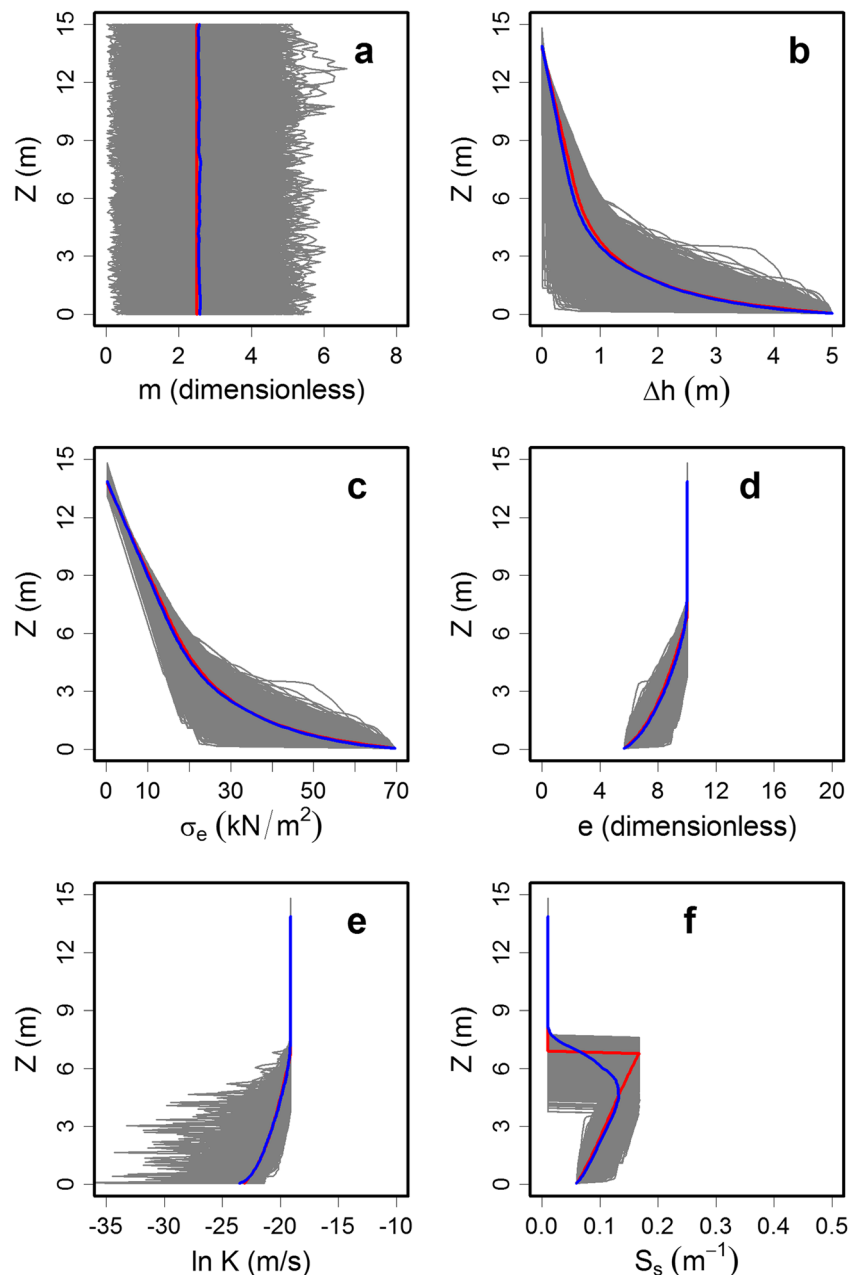 a
Z (m)
0 3 6 9 12 15
0 2 4 6 8
m (dimensionless)
b
Z (m)
0 3 6 9 12 15
0 1 2 3 4 5
Δh (m)
c
Z (m)
0 3 6 9 12 15
0 10 30 50 70
σₑ (kN/m²)
d
Z (m)
0 3 6 9 12 15
0 4 8 12 16 20
e (dimensionless)
e
Z (m)
0 3 6 9 12 15
-35 -30 -25 -20 -15 -10
ln K (m/s)
f
Z (m)
0 3 6 9 12 15
0.0 0.1 0.2 0.3 0.4 0.5
Sₛ (m⁻¹)